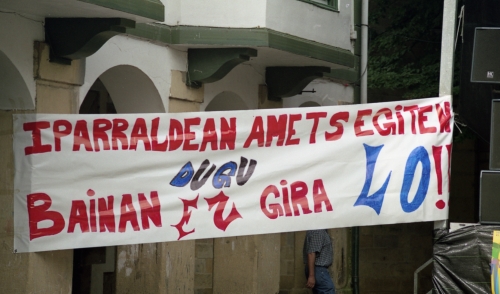 IPARRALDEAN AMETS EGITEN
DUGU
BAiNAN EZ GiRA LO!!